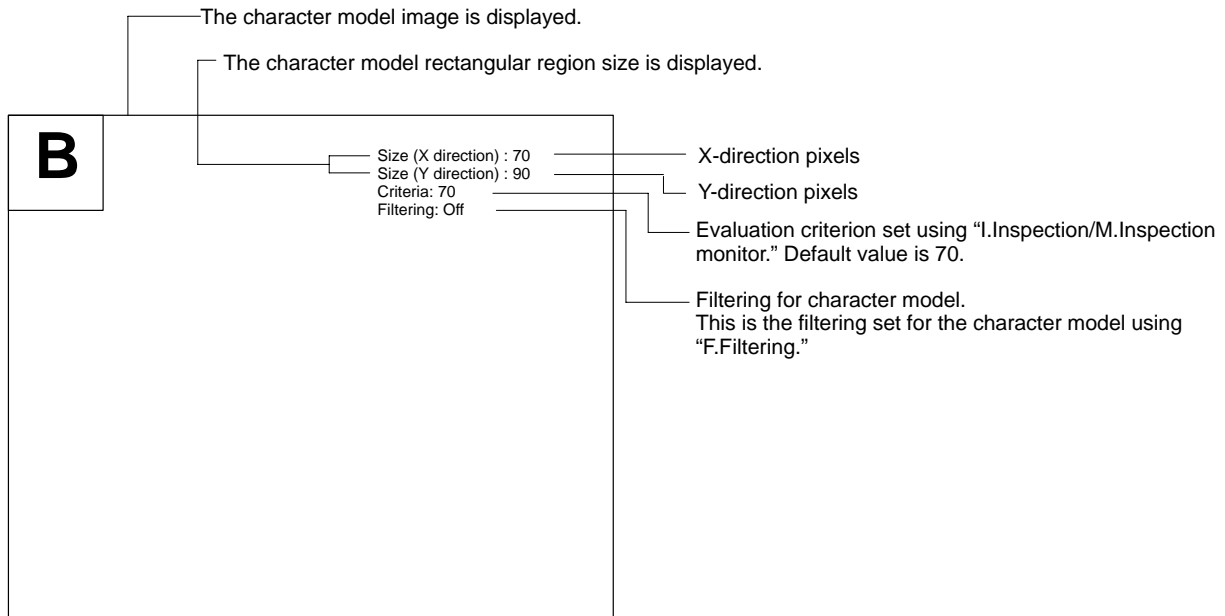 The character model image is displayed.
The character model rectangular region size is displayed.
B
Size (X direction) : 70
Size (Y direction) : 90
Criteria: 70
Filtering: Off
X-direction pixels
Y-direction pixels
Evaluation criterion set using “I.Inspection/M.Inspection
monitor.” Default value is 70.
Filtering for character model.
This is the filtering set for the character model using
“F.Filtering.”